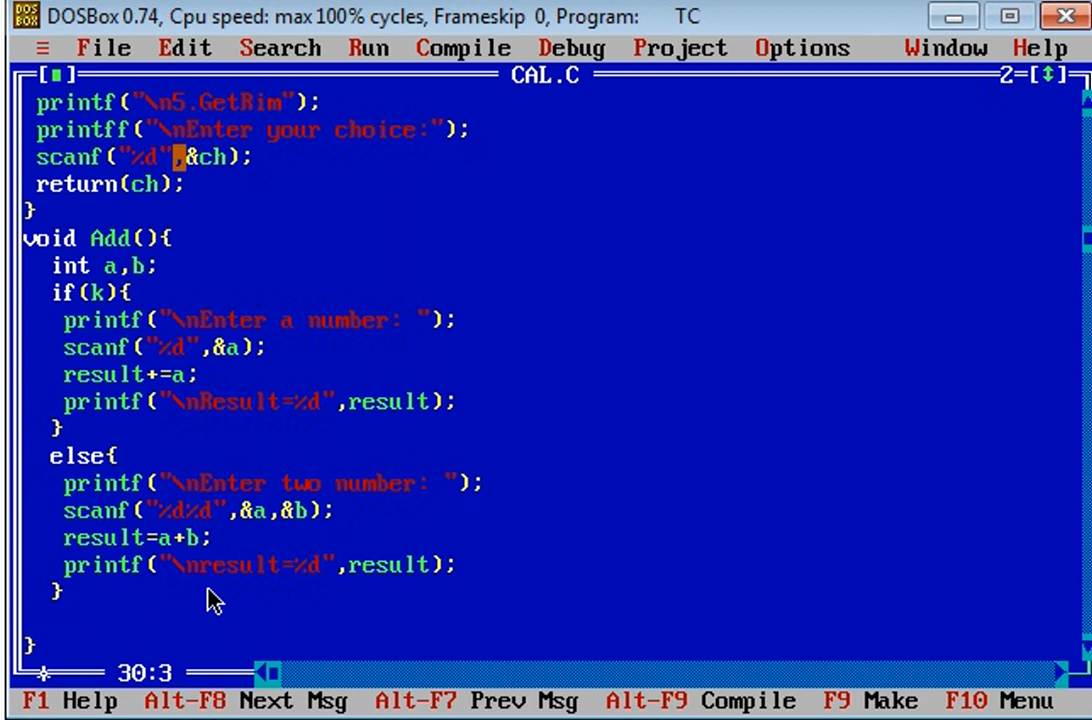 DOSBox 0.74, Cpu speed: max 100% cycles, Frameskip 0, Program: TC
≡ File Edit Search Run Compile Debug Project Options Window Help
[■] CAL.C 2=[↕]
printf("\n5.GetRim");
printff("\nEnter your choice:");
scanf("%d",&ch);
return(ch);
}
void Add(){
int a,b;
if(k){
printf("\nEnter a number: ");
scanf("%d",&a);
result+=a;
printf("\nResult=%d",result);
}
else{
printf("\nEnter two number: ");
scanf("%d%d",&a,&b);
result=a+b;
printf("\nresult=%d",result);
}
}
30:3
F1 Help Alt-F8 Next Msg Alt-F7 Prev Msg Alt-F9 Compile F9 Make F10 Menu